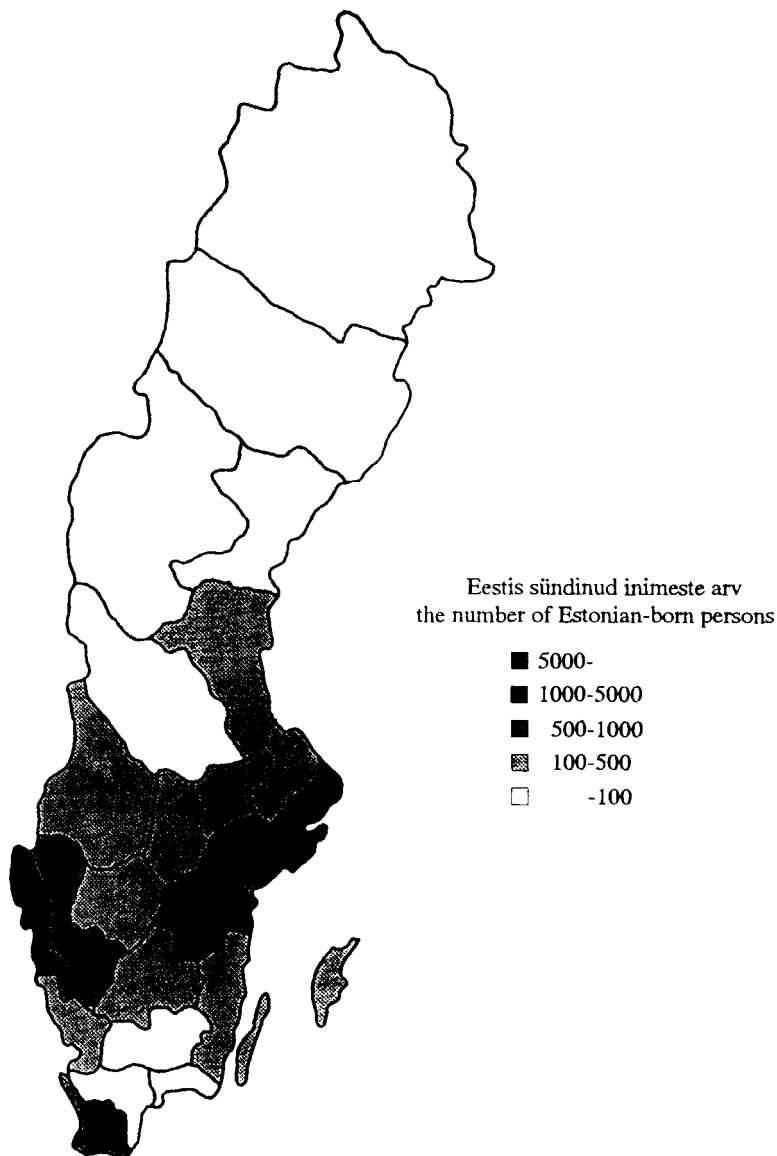 Eestis sündinud inimeste arv
the number of Estonian-born persons
5000-
1000-5000
500-1000
100-500
-100